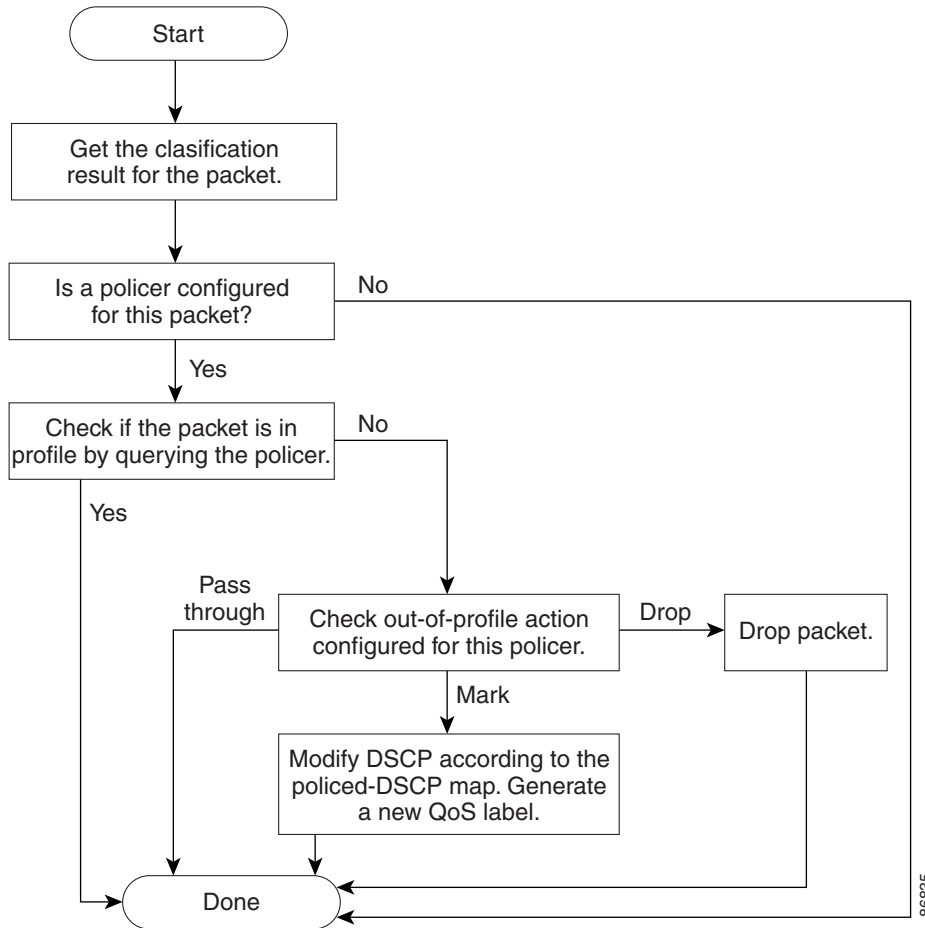 Start
Get the clasification
result for the packet.
Is a policer configured
for this packet?
No
Yes
Check if the packet is in
profile by querying the policer.
No
Yes
Pass
through
Check out-of-profile action
configured for this policer.
Drop
Drop packet.
Mark
Modify DSCP according to the
policed-DSCP map. Generate
a new QoS label.
Done
86835